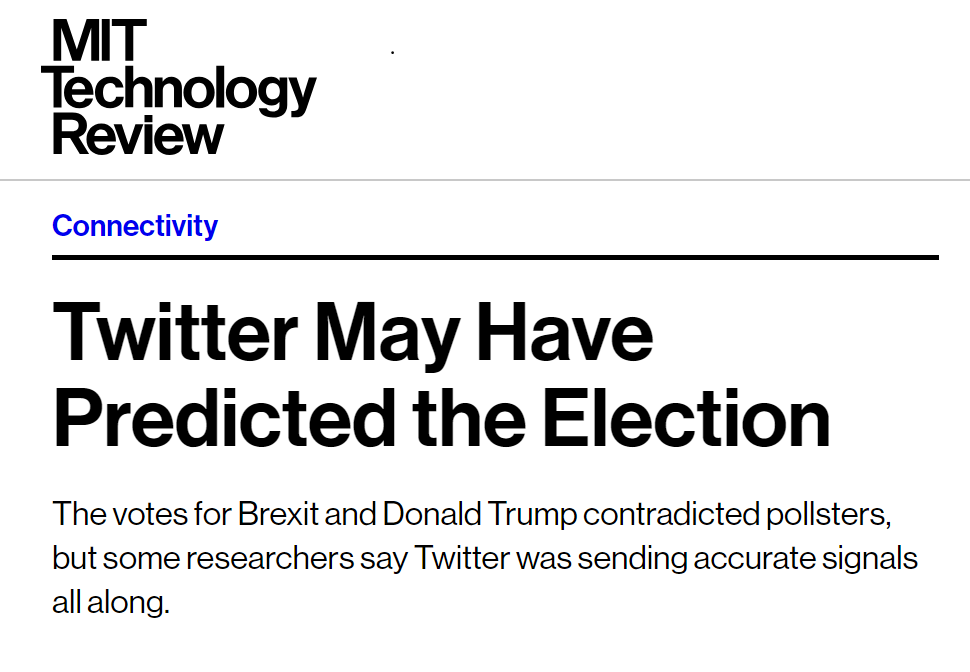 MIT
Technology
Review
Connectivity
Twitter May Have
Predicted the Election
The votes for Brexit and Donald Trump contradicted pollsters,
but some researchers say Twitter was sending accurate signals
all along.